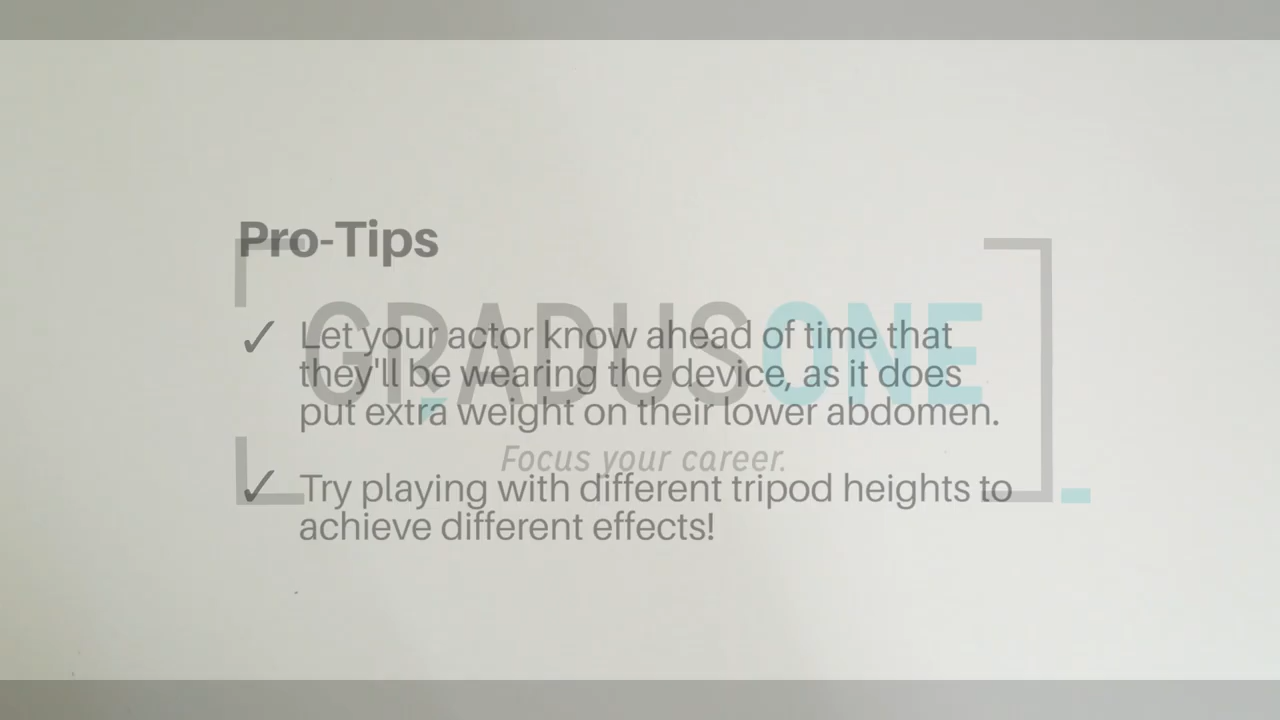 Pro-Tips
GRADUSONE
✓ Let your actor know ahead of time that
they'll be wearing the device, as it does
put extra weight on their lower abdomen.
Focus your career.
✓ Try playing with different tripod heights to
achieve different effects!